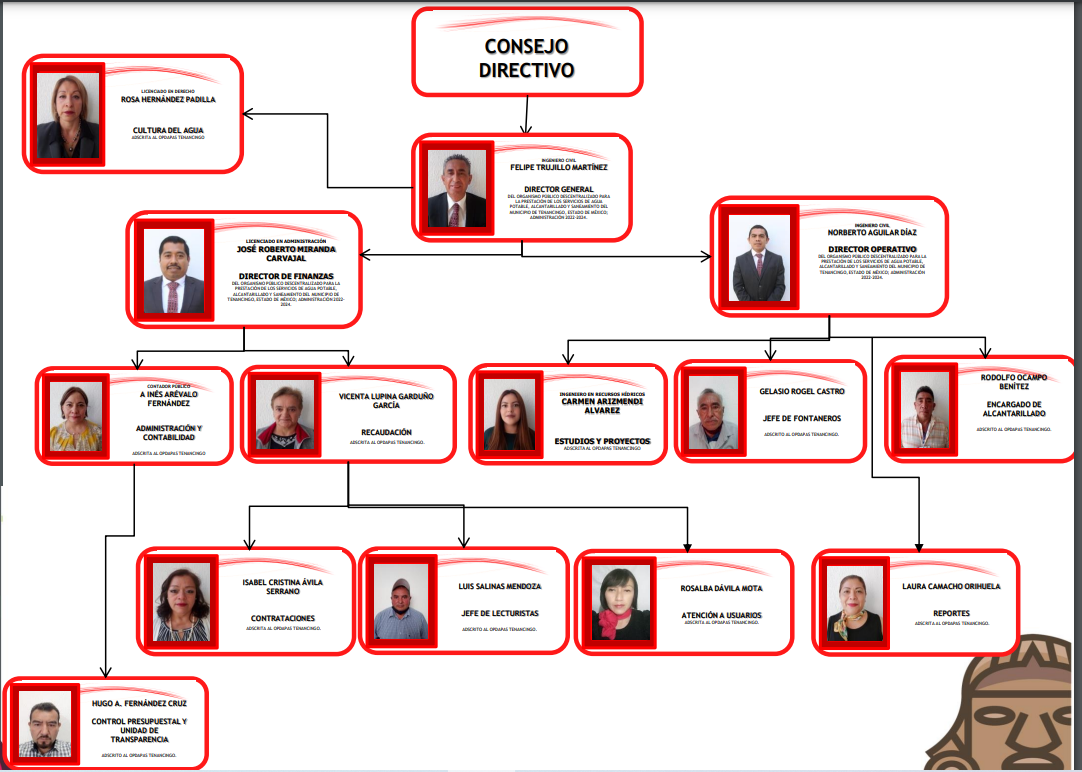 CONSEJO
DIRECTIVO
LICENCIADO EN DERECHO
ROSA HERNÁNDEZ PADILLA
CULTURA DEL AGUA
ADSCRITA AL OPDAPAS TENANCINGO
INGENIERO CIVIL
FELIPE TRUJILLO MARTÍNEZ
DIRECTOR GENERAL
DEL ORGANISMO PÚBLICO DESCENTRALIZADO PARA
LA PRESTACIÓN DE LOS SERVICIOS DE AGUA
POTABLE, ALCANTARILLADO Y SANEAMIENTO DEL
MUNICIPIO DE TENANCINGO, ESTADO DE MÉXICO;
ADMINISTRACIÓN 2022-2024.
LICENCIADO EN ADMINISTRACIÓN
JOSÉ ROBERTO MIRANDA
CARVAJAL
DIRECTOR DE FINANZAS
DEL ORGANISMO PÚBLICO DESCENTRALIZADO PARA LA
PRESTACIÓN DE LOS SERVICIOS DE AGUA POTABLE,
ALCANTARILLADO Y SANEAMIENTO DEL MUNICIPIO DE
TENANCINGO, ESTADO DE MÉXICO; ADMINISTRACIÓN 2022-
2024.
INGENIERO CIVIL
NORBERTO AGUILAR DÍAZ
DIRECTOR OPERATIVO
DEL ORGANISMO PÚBLICO DESCENTRALIZADO PARA LA
PRESTACIÓN DE LOS SERVICIOS DE AGUA POTABLE,
ALCANTARILLADO Y SANEAMIENTO DEL MUNICIPIO DE
TENANCINGO, ESTADO DE MÉXICO; ADMINISTRACIÓN
2022-2024.
CONTADOR PÚBLICO
A INÉS ARÉVALO
FERNÁNDEZ
ADMINISTRACIÓN Y
CONTABILIDAD
ADSCRITA AL OPDAPAS TENANCINGO
VICENTA LUPINA GARDUÑO
GARCÍA
RECAUDACIÓN
ADSCRITA AL OPDAPAS TENANCINGO.
INGENIERO EN RECURSOS HÍDRICOS
CARMEN ARIZMENDI
ALVAREZ
ESTUDIOS Y PROYECTOS
ADSCRITA AL OPDAPAS TENANCINGO
GELASIO ROGEL CASTRO
JEFE DE FONTANEROS
ADSCRITO AL OPDAPAS TENANCINGO.
RODOLFO OCAMPO
BENÍTEZ
ENCARGADO DE
ALCANTARILLADO
ADSCRITO AL OPDAPAS TENANCINGO.
ISABEL CRISTINA ÁVILA
SERRANO
CONTRATACIONES
ADSCRITA AL OPDAPAS TENANCINGO.
LUIS SALINAS MENDOZA
JEFE DE LECTURISTAS
ADSCRITO AL OPDAPAS TENANCINGO.
ROSALBA DÁVILA MOTA
ATENCIÓN A USUARIOS
ADSCRITA AL OPDAPAS TENANCINGO.
LAURA CAMACHO ORIHUELA
REPORTES
ADSCRITA AL OPDAPAS TENANCINGO.
HUGO A. FERNÁNDEZ CRUZ
CONTROL PRESUPUESTAL Y
UNIDAD DE
TRANSPARENCIA
ADSCRITO AL OPDAPAS TENANCINGO.